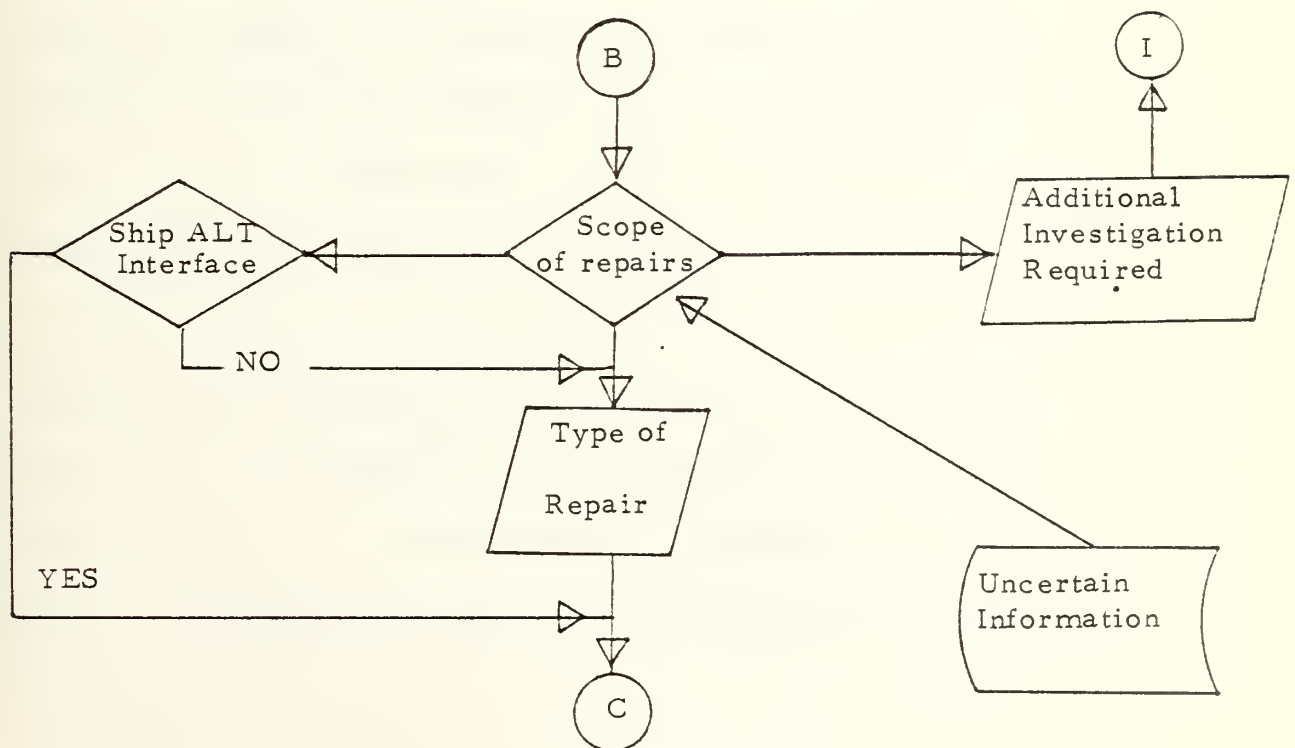 B
I
Ship ALT
Interface
Scope
of repairs
Additional
Investigation
Required
NO
Type of
Repair
YES
Uncertain
Information
C